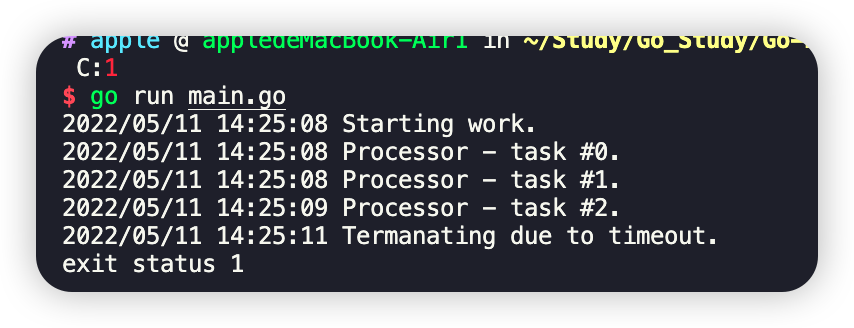 # apple @ appledeMacBook-Air1 in ~/Study/Go_Study/Go-
C:1
$ go run main.go
2022/05/11 14:25:08 Starting work.
2022/05/11 14:25:08 Processor - task #0.
2022/05/11 14:25:08 Processor - task #1.
2022/05/11 14:25:09 Processor - task #2.
2022/05/11 14:25:11 Termanating due to timeout.
exit status 1